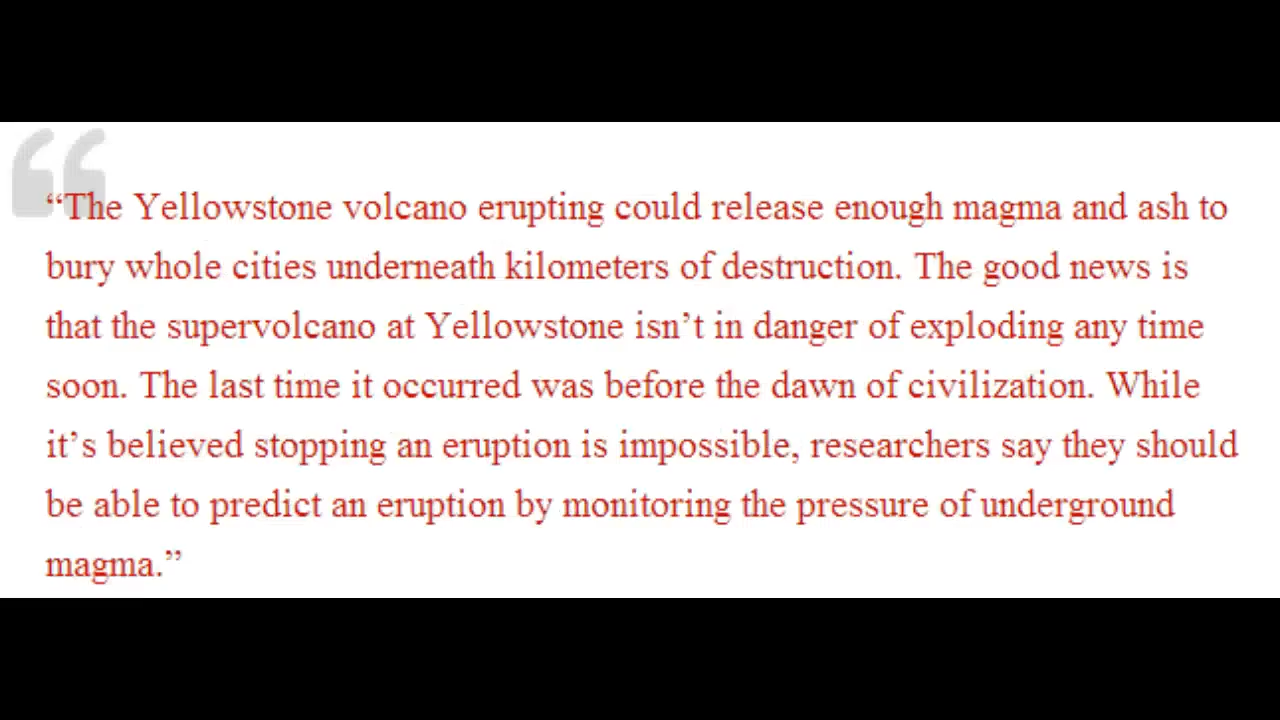 “The Yellowstone volcano erupting could release enough magma and ash to
bury whole cities underneath kilometers of destruction. The good news is
that the supervolcano at Yellowstone isn’t in danger of exploding any time
soon. The last time it occurred was before the dawn of civilization. While
it’s believed stopping an eruption is impossible, researchers say they should
be able to predict an eruption by monitoring the pressure of underground
magma.”